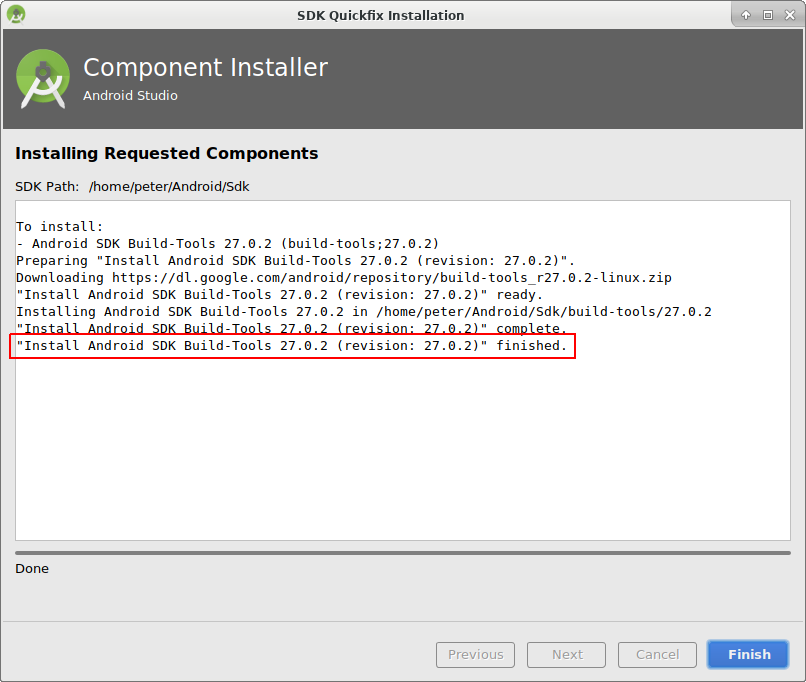 SDK Quickfix Installation
Component Installer
Android Studio
Installing Requested Components
SDK Path: /home/peter/Android/Sdk
To install:
- Android SDK Build-Tools 27.0.2 (build-tools;27.0.2)
Preparing "Install Android SDK Build-Tools 27.0.2 (revision: 27.0.2)".
Downloading https://dl.google.com/android/repository/build-tools_r27.0.2-linux.zip
"Install Android SDK Build-Tools 27.0.2 (revision: 27.0.2)" ready.
Installing Android SDK Build-Tools 27.0.2 in /home/peter/Android/Sdk/build-tools/27.0.2
"Install Android SDK Build-Tools 27.0.2 (revision: 27.0.2)" complete.
"Install Android SDK Build-Tools 27.0.2 (revision: 27.0.2)" finished.
Done
Previous Next Cancel Finish